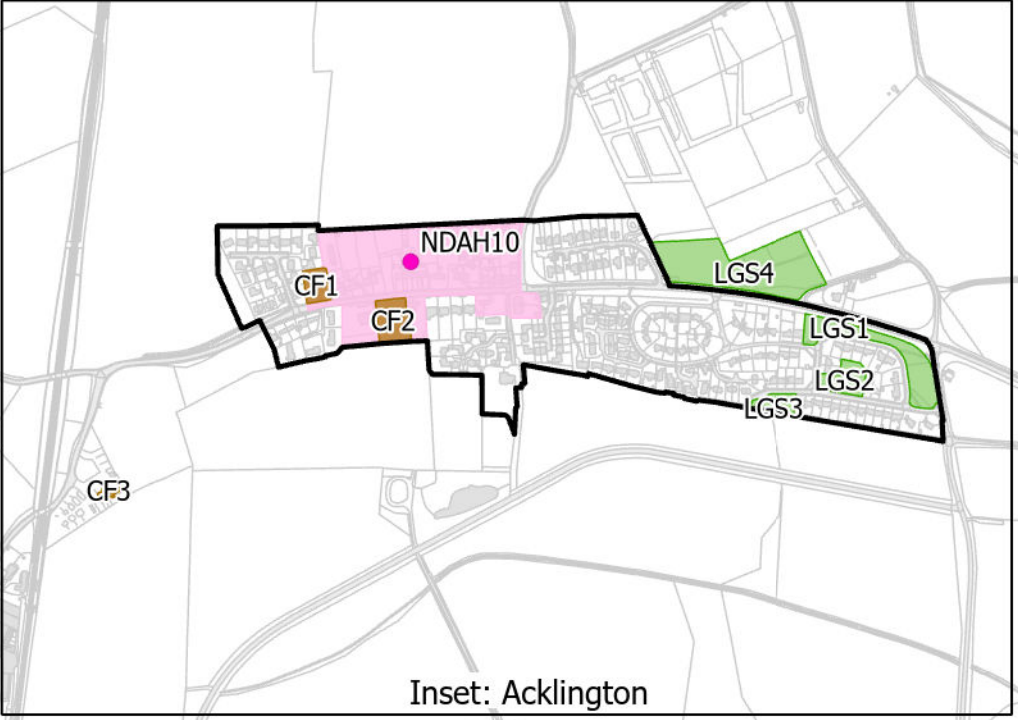 NDAH10
LGS4
CF1
CF2
LGS1
LGS2
LGS3
CF3
Inset: Acklington